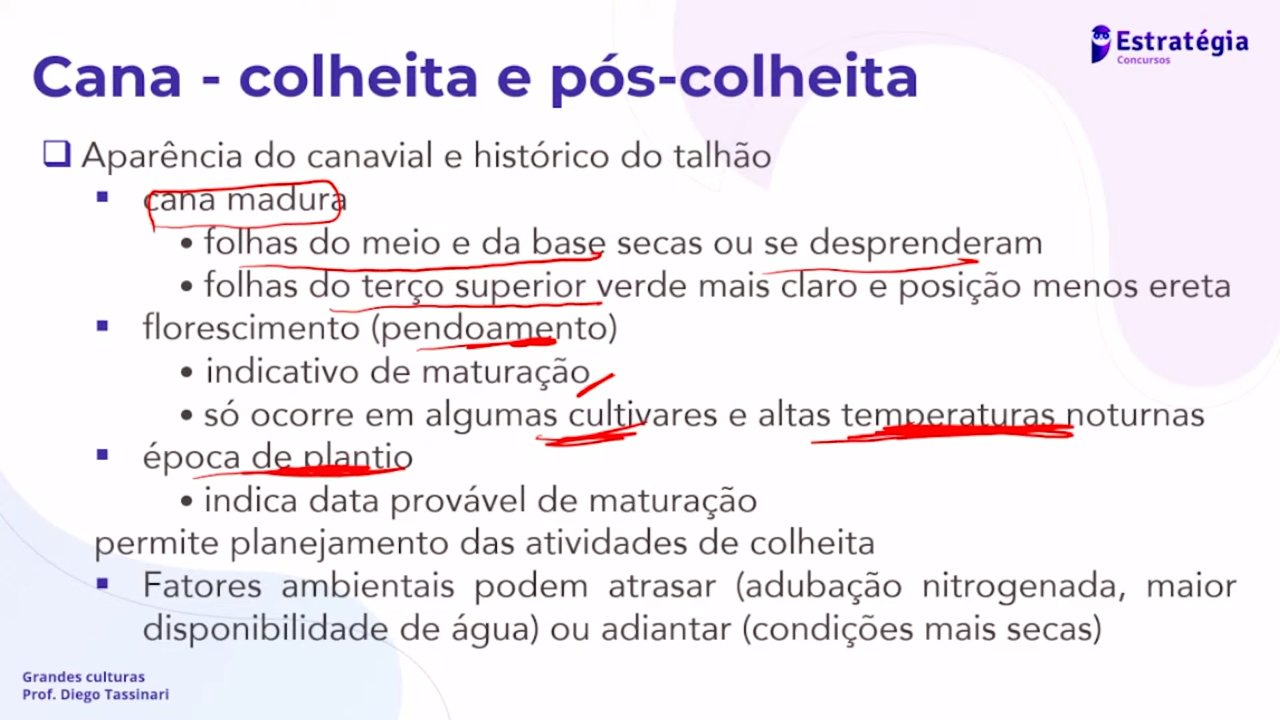 Estratégia
Concursos
Cana - colheita e pós-colheita
Aparência do canavial e histórico do talhão
cana madura
folhas do meio e da base secas ou se desprenderam
folhas do terço superior verde mais claro e posição menos ereta
florescimento (pendoamento)
indicativo de maturação
só ocorre em algumas cultivares e altas temperaturas noturnas
época de plantio
indica data provável de maturação
permite planejamento das atividades de colheita
Fatores ambientais podem atrasar (adubação nitrogenada, maior
disponibilidade de água) ou adiantar (condições mais secas)
Grandes culturas
Prof. Diego Tassinari